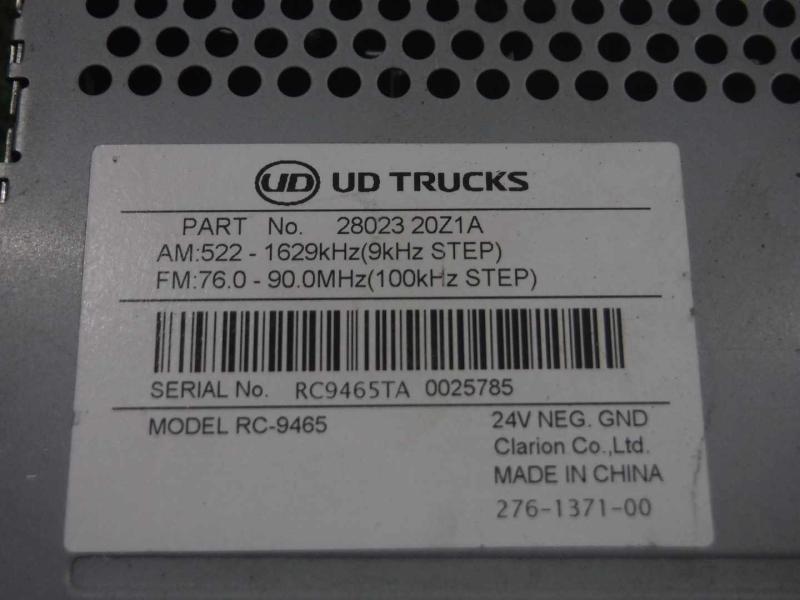 UD UD TRUCKS
PART No. 28023 20Z1A
AM:522 - 1629kHz(9kHz STEP)
FM:76.0 - 90.0MHz(100kHz STEP)
SERIAL No. RC9465TA 0025785
MODEL RC-9465 24V NEG. GND
Clarion Co.,Ltd.
MADE IN CHINA
276-1371-00